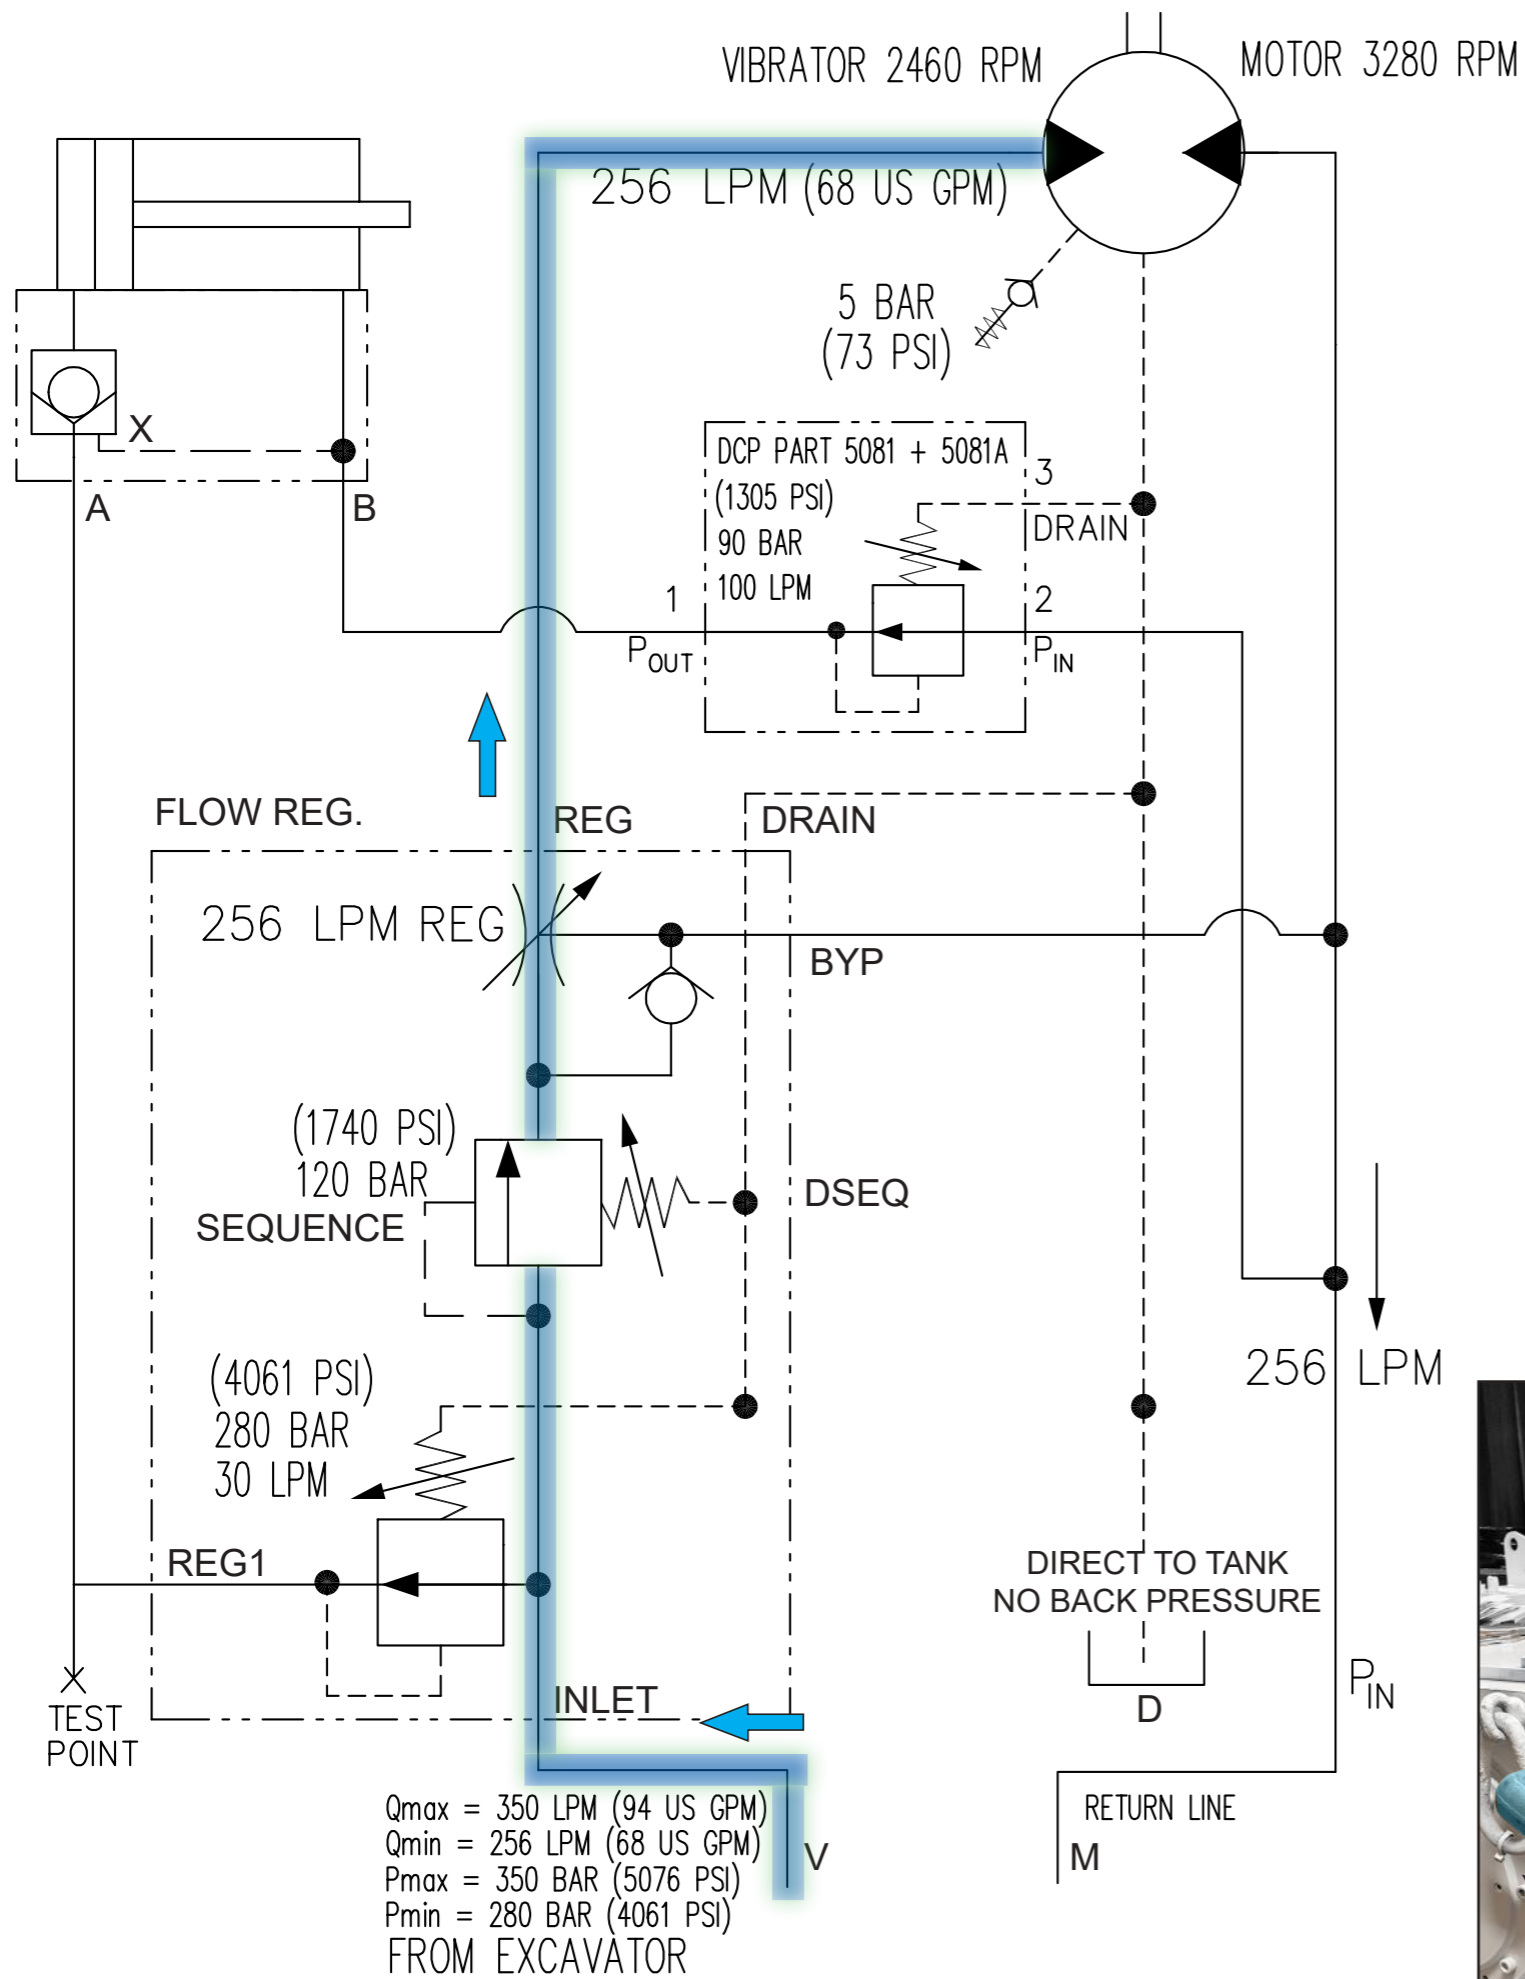 VIBRATOR 2460 RPM
MOTOR 3280 RPM
256 LPM (68 US GPM)
5 BAR
(73 PSI)
X
A
B
DCP PART 5081 + 5081A
(1305 PSI)
90 BAR
100 LPM
3
DRAIN
1
POUT
2
PIN
FLOW REG.
REG
DRAIN
256 LPM REG
BYP
(1740 PSI)
120 BAR
SEQUENCE
DSEQ
(4061 PSI)
280 BAR
30 LPM
256 LPM
REG1
DIRECT TO TANK
NO BACK PRESSURE
D
PIN
INLET
TEST
POINT
Qmax = 350 LPM (94 US GPM)
Qmin = 256 LPM (68 US GPM)
Pmax = 350 BAR (5076 PSI)
Pmin = 280 BAR (4061 PSI)
FROM EXCAVATOR
V
RETURN LINE
M